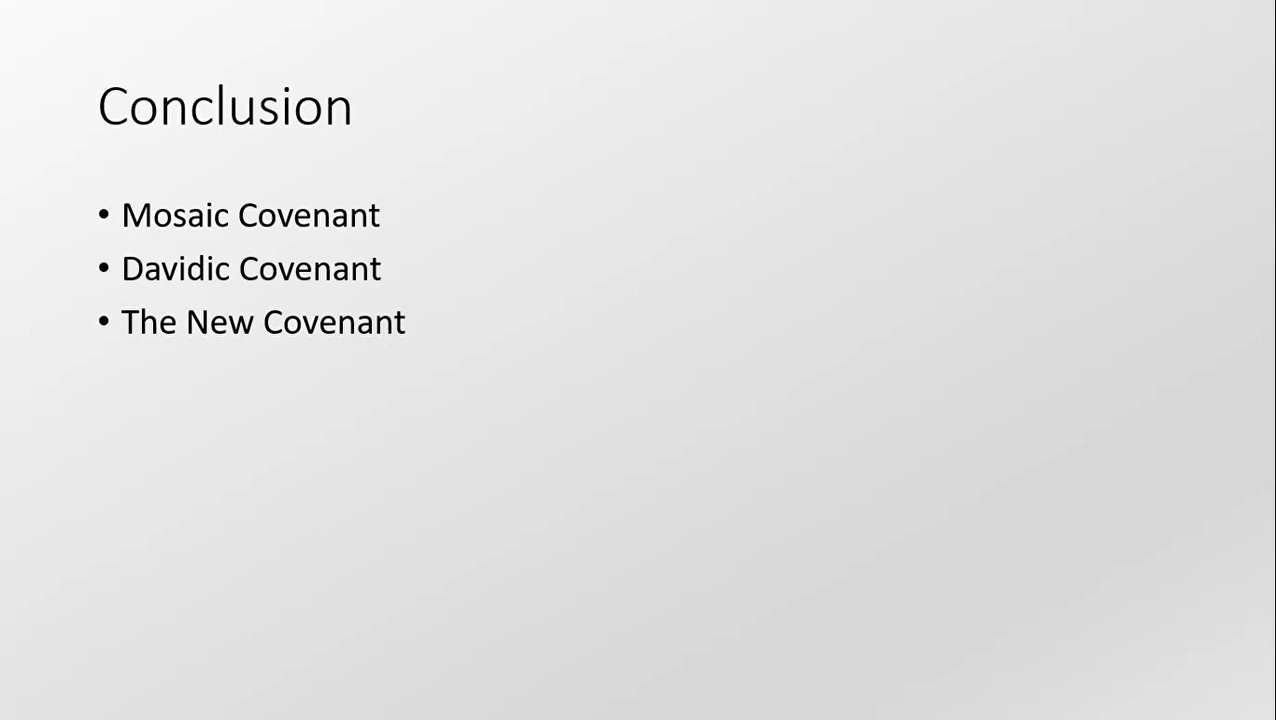 Conclusion
• Mosaic Covenant
• Davidic Covenant
• The New Covenant